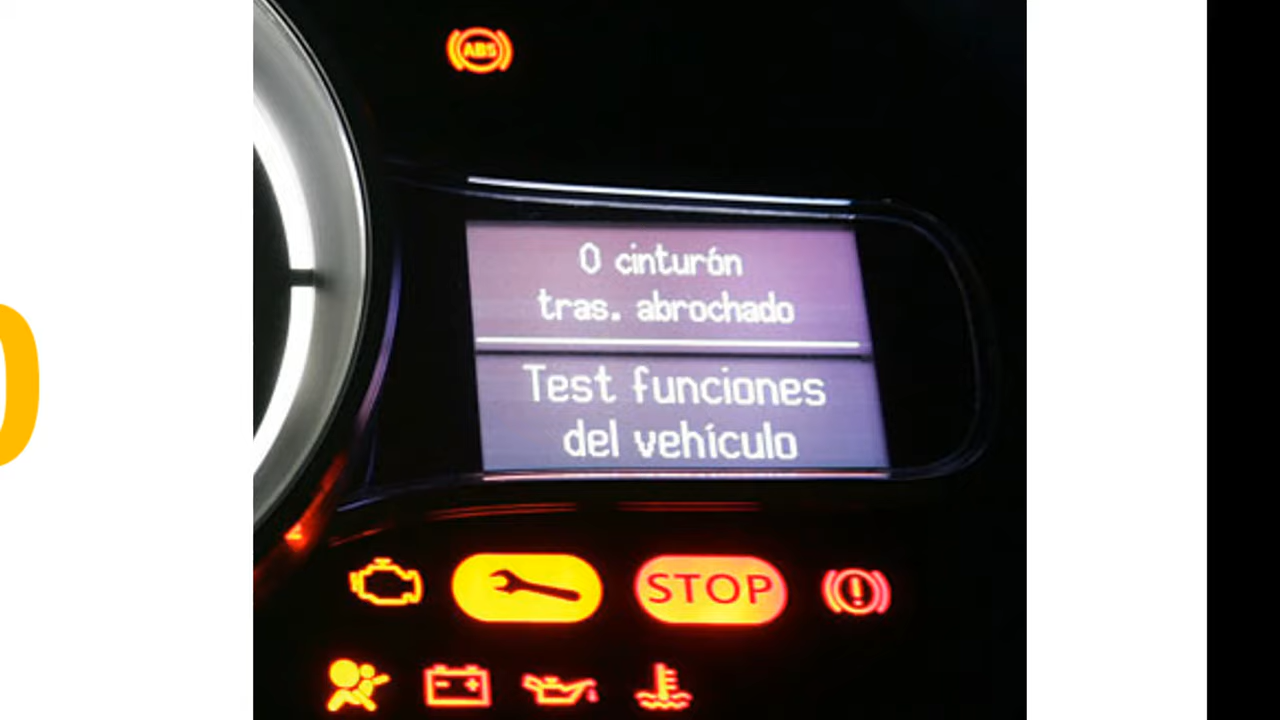 ABS
0 cinturón
tras. abrochado
Test funciones
del vehículo
STOP